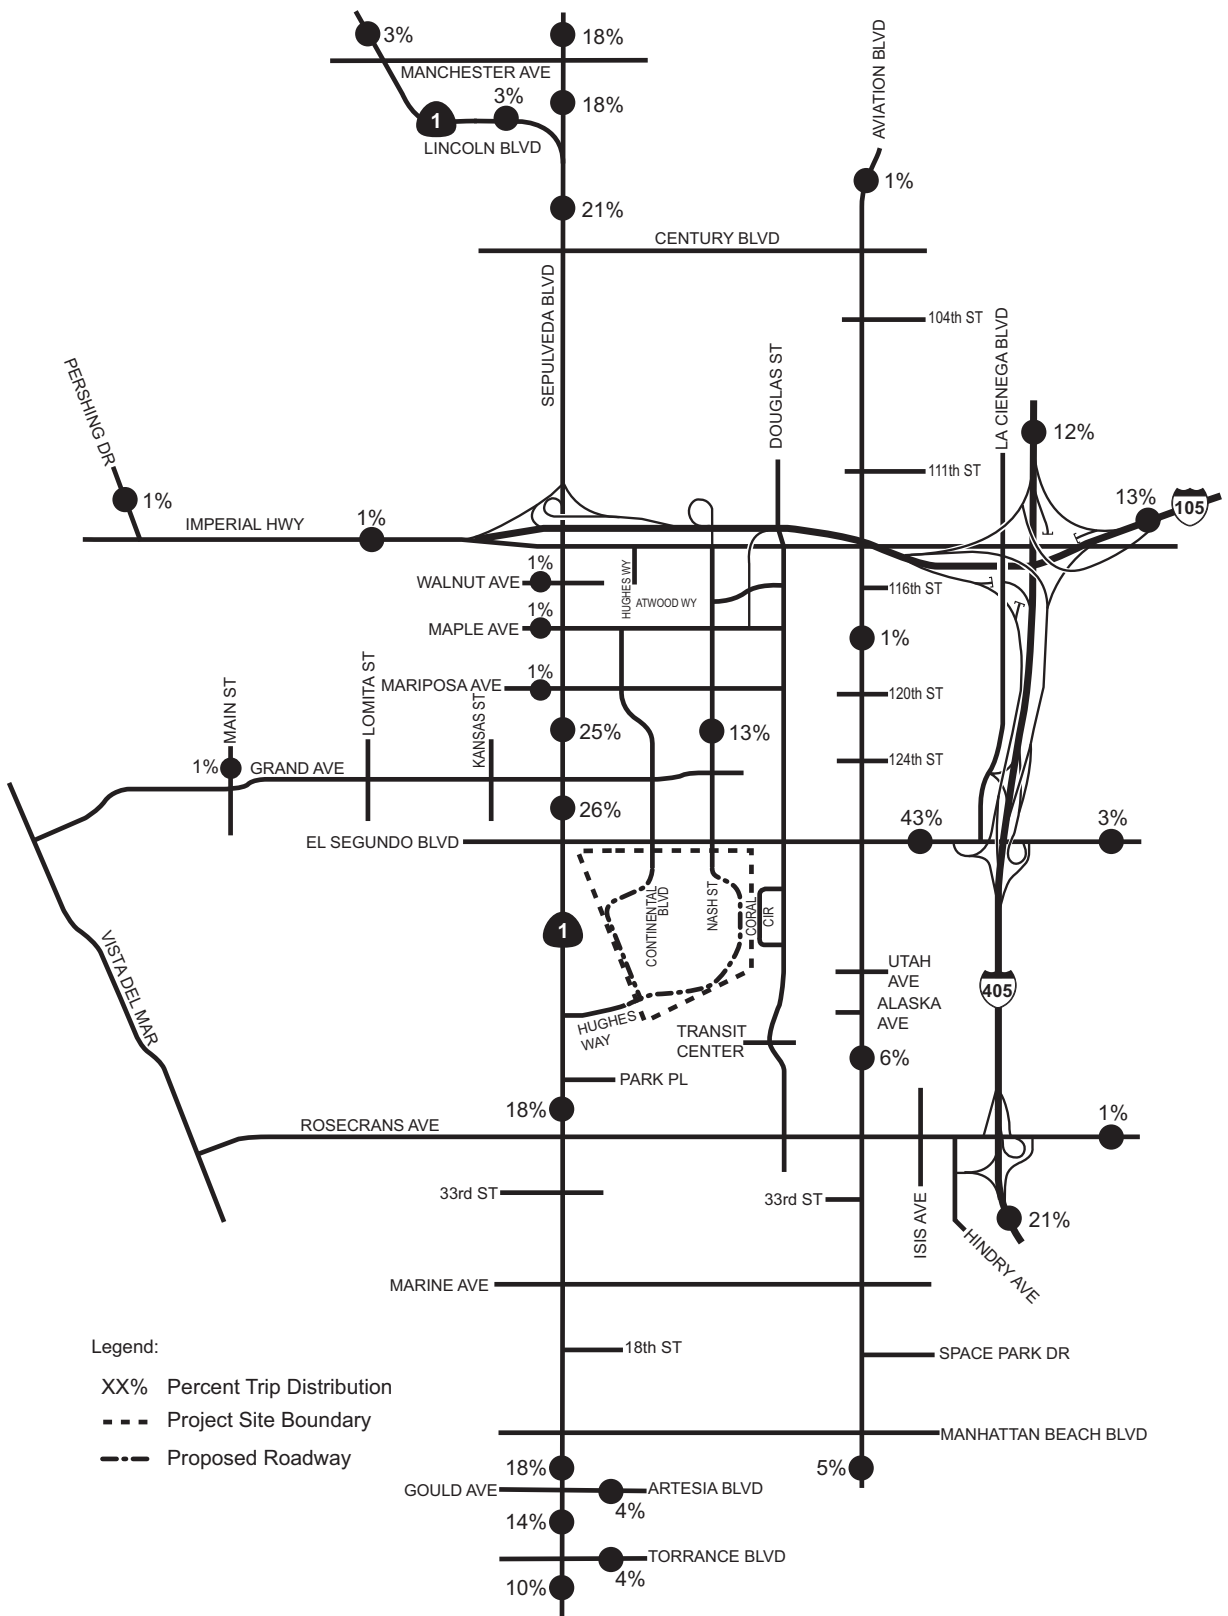 3%
18%
MANCHESTER AVE
3%
18%
1
LINCOLN BLVD
AVIATION BLVD
1%
21%
CENTURY BLVD
SEPULVEDA BLVD
104th ST
LA CIENEGA BLVD
DOUGLAS ST
PERSHING DR
12%
111th ST
1%
13%
105
IMPERIAL HWY
1%
WALNUT AVE
1%
HUGHES WY
ATWOOD WY
116th ST
MAPLE AVE
1%
1%
MARIPOSA AVE
1%
120th ST
MAIN ST
LOMITA ST
KANSAS ST
25%
13%
124th ST
1%
GRAND AVE
26%
43%
3%
EL SEGUNDO BLVD
CONTINENTAL
BLVD
NASH ST
CORAL
CIR
1
VISTA DEL MAR
UTAH
AVE
405
ALASKA
AVE
HUGHES
WAY
TRANSIT
CENTER
6%
PARK PL
18%
1%
ROSECRANS AVE
33rd ST
33rd ST
ISIS AVE
21%
HINDRY AVE
MARINE AVE
18th ST
SPACE PARK DR
Legend:
XX% Percent Trip Distribution
Project Site Boundary
Proposed Roadway
MANHATTAN BEACH BLVD
18%
5%
GOULD AVE
ARTESIA BLVD
4%
14%
TORRANCE BLVD
4%
10%